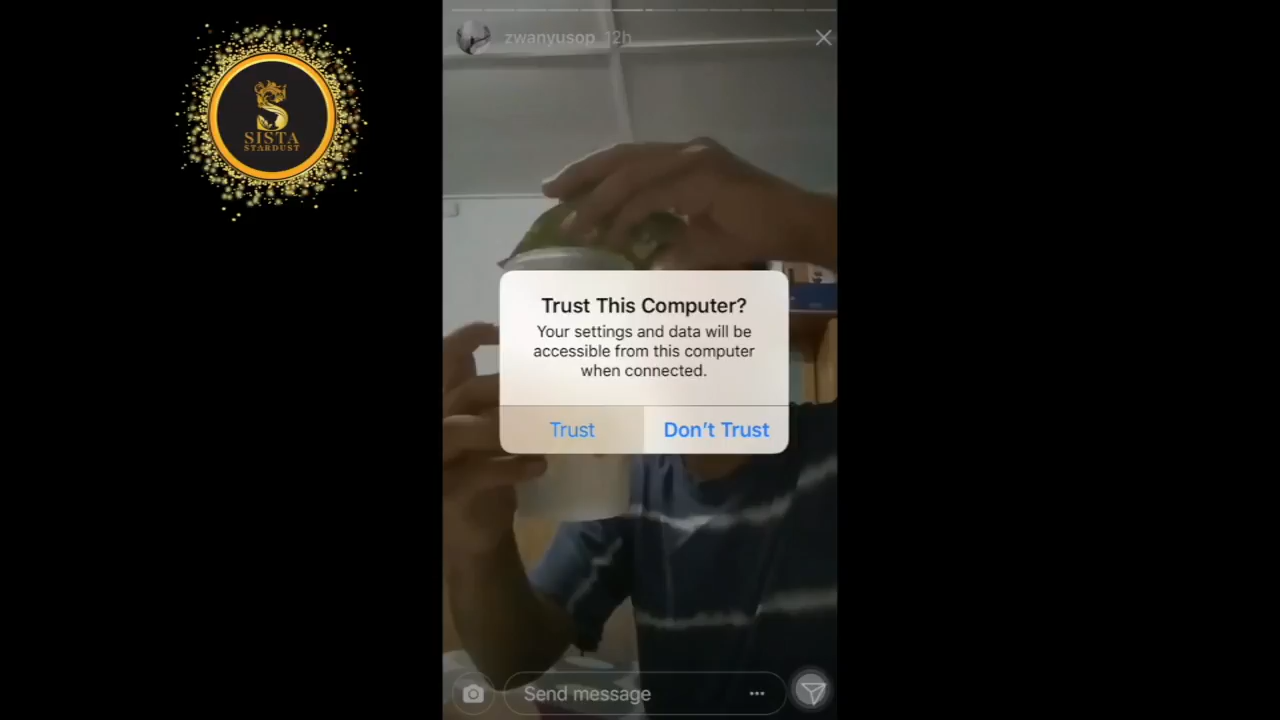 SISTA
STARDUST
zwanyusop 12h
Trust This Computer?
Your settings and data will be
accessible from this computer
when connected.
Trust
Don't Trust
Send message